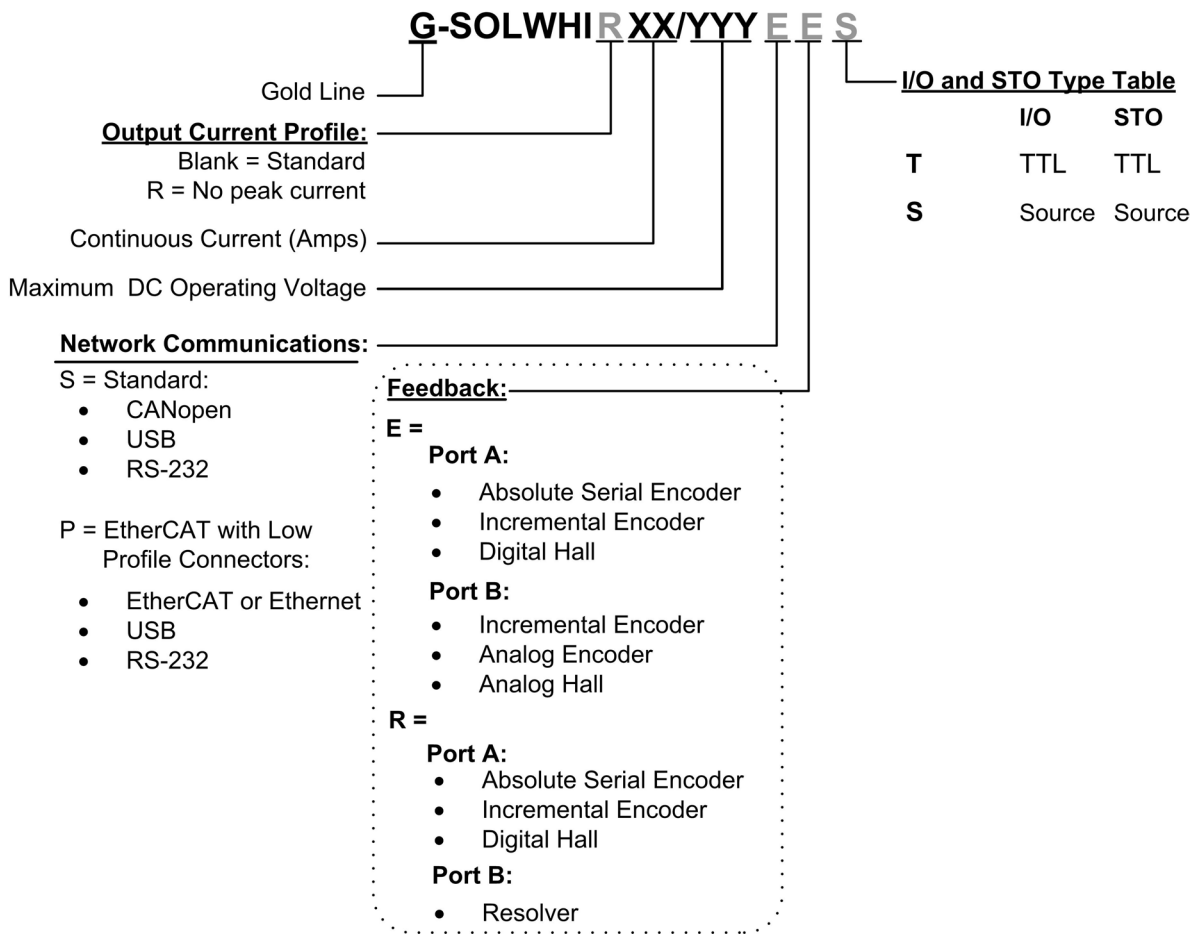 G-SOLWHIRXX/YYYEES
Gold Line
Output Current Profile:
Blank = Standard
R = No peak current
Continuous Current (Amps)
Maximum DC Operating Voltage
Network Communications:
S = Standard:
• CANopen
• USB
• RS-232
P = EtherCAT with Low
Profile Connectors:
• EtherCAT or Ethernet
• USB
• RS-232
Feedback:
E =
Port A:
• Absolute Serial Encoder
• Incremental Encoder
• Digital Hall
Port B:
• Incremental Encoder
• Analog Encoder
• Analog Hall
R =
Port A:
• Absolute Serial Encoder
• Incremental Encoder
• Digital Hall
Port B:
• Resolver
I/O and STO Type Table
I/O STO
T TTL TTL
S Source Source